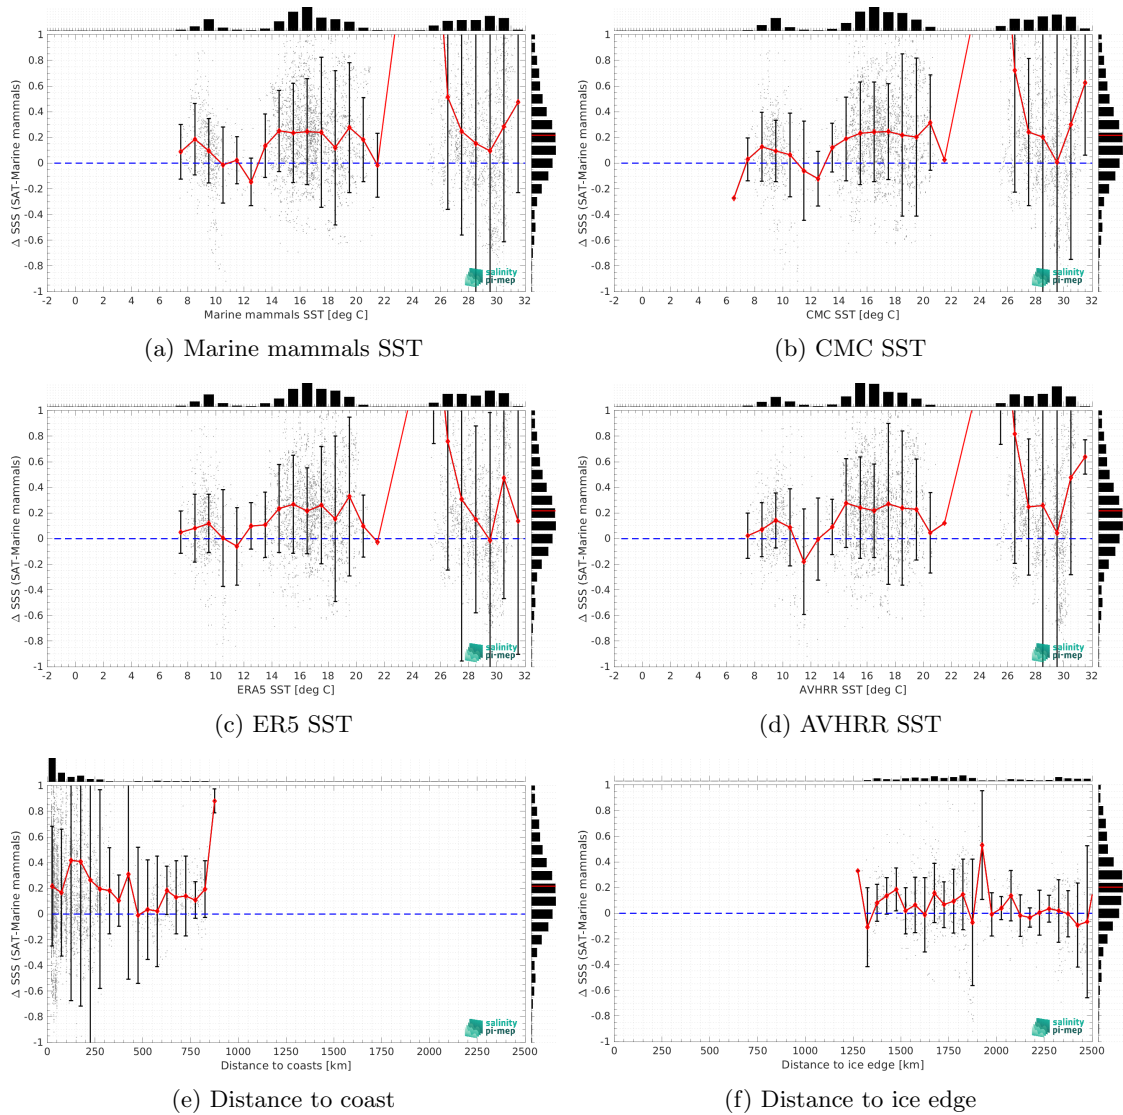 1
0.8
0.6
0.4
0.2
0
-0.2
-0.4
-0.6
-0.8
-1
Δ SSS (SAT-Marine mammals)
salinity
pi-mep
-2 0 2 4 6 8 10 12 14 16 18 20 22 24 26 28 30 32
Marine mammals SST [deg C]
(a) Marine mammals SST
1
0.8
0.6
0.4
0.2
0
-0.2
-0.4
-0.6
-0.8
-1
Δ SSS (SAT-Marine mammals)
salinity
pi-mep
-2 0 2 4 6 8 10 12 14 16 18 20 22 24 26 28 30 32
CMC SST [deg C]
(b) CMC SST
1
0.8
0.6
0.4
0.2
0
-0.2
-0.4
-0.6
-0.8
-1
Δ SSS (SAT-Marine mammals)
salinity
pi-mep
-2 0 2 4 6 8 10 12 14 16 18 20 22 24 26 28 30 32
ERA5 SST [deg C]
(c) ER5 SST
1
0.8
0.6
0.4
0.2
0
-0.2
-0.4
-0.6
-0.8
-1
Δ SSS (SAT-Marine mammals)
salinity
pi-mep
-2 0 2 4 6 8 10 12 14 16 18 20 22 24 26 28 30 32
AVHRR SST [deg C]
(d) AVHRR SST
1
0.8
0.6
0.4
0.2
0
-0.2
-0.4
-0.6
-0.8
-1
Δ SSS (SAT-Marine mammals)
salinity
pi-mep
0 250 500 750 1000 1250 1500 1750 2000 2250 2500
Distance to coasts [km]
(e) Distance to coast
1
0.8
0.6
0.4
0.2
0
-0.2
-0.4
-0.6
-0.8
-1
Δ SSS (SAT-Marine mammals)
salinity
pi-mep
0 250 500 750 1000 1250 1500 1750 2000 2250 2500
Distance to ice edge [km]
(f) Distance to ice edge